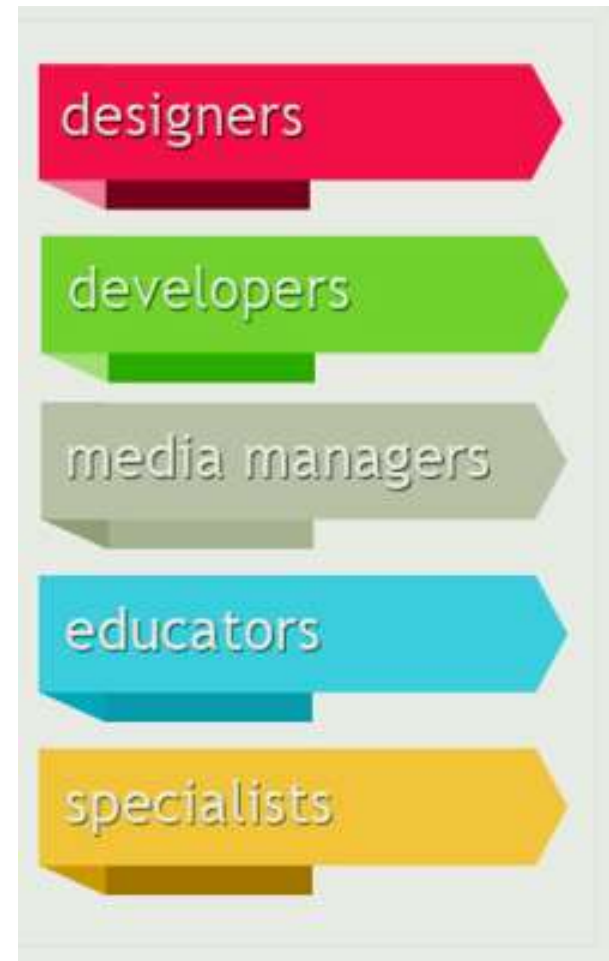 designers
developers
media managers
educators
specialists